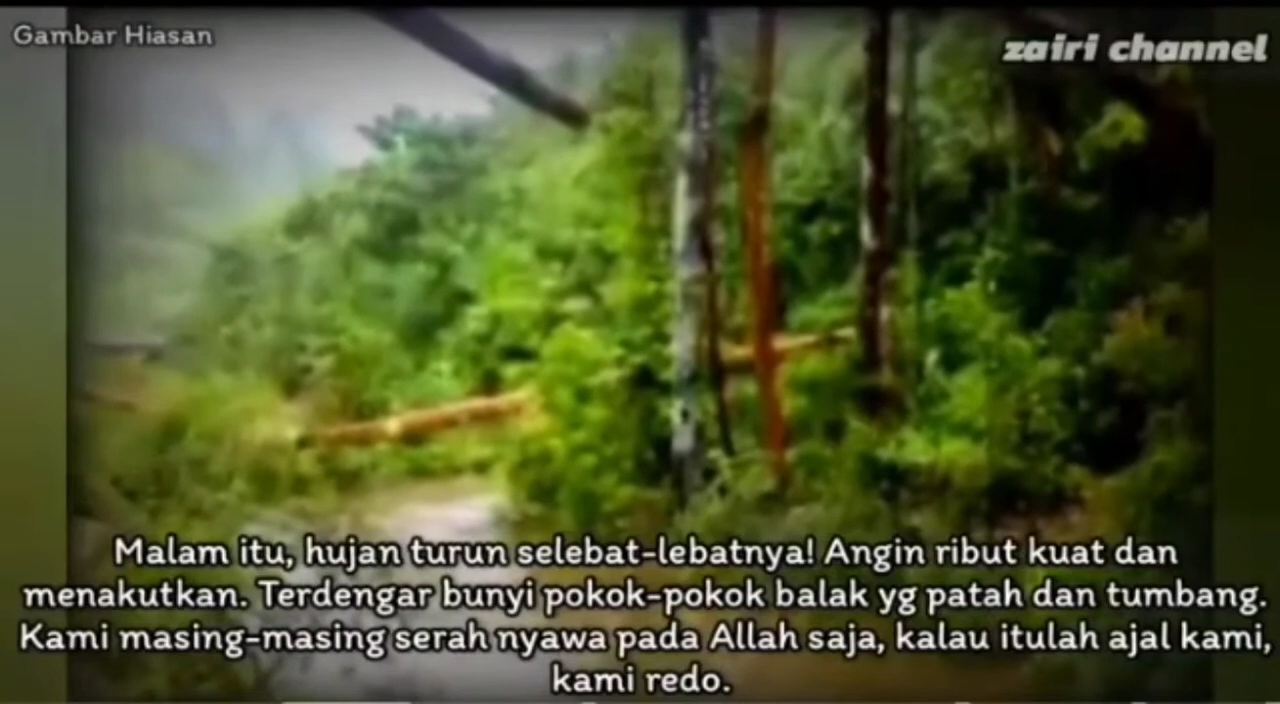 Gambar Hiasan
zairi channel
Malam itu, hujan turun selebat-lebatnya! Angin ribut kuat dan
menakutkan. Terdengar bunyi pokok-pokok balak yg patah dan tumbang.
Kami masing-masing serah nyawa pada Allah saja, kalau itulah ajal kami,
kami redo.